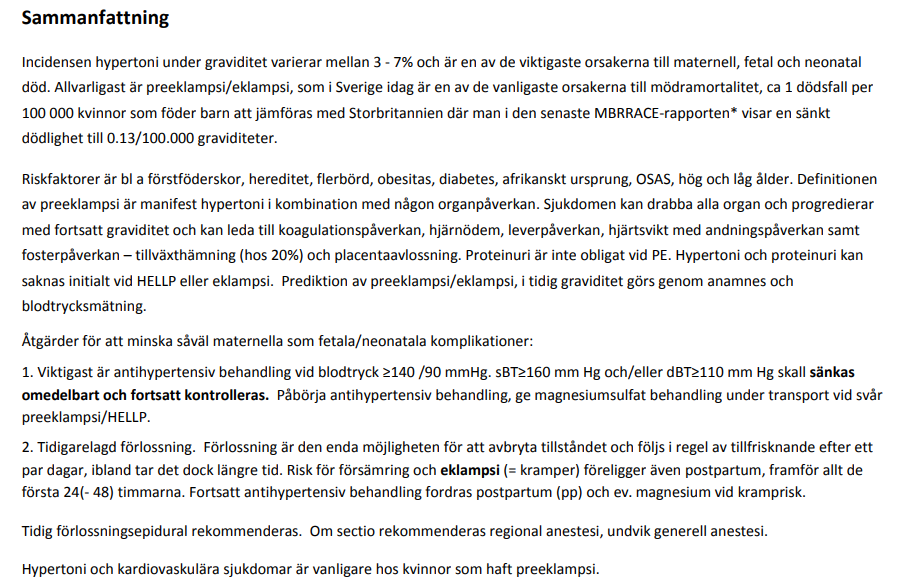 Sammanfattning
Incidensen hypertoni under graviditet varierar mellan 3 - 7% och är en av de viktigaste orsakerna till maternell, fetal och neonatal
död. Allvarligast är preeklampsi/eklampsi, som i Sverige idag är en av de vanligaste orsakerna till mödramortalitet, ca 1 dödsfall per
100 000 kvinnor som föder barn att jämföras med Storbritannien där man i den senaste MBRRACE-rapporten* visar en sänkt
dödlighet till 0.13/100.000 graviditeter.
Riskfaktorer är bl a förstföderskor, hereditet, flerbörd, obesitas, diabetes, afrikanskt ursprung, OSAS, hög och låg ålder. Definitionen
av preeklampsi är manifest hypertoni i kombination med någon organpåverkan. Sjukdomen kan drabba alla organ och progredierar
med fortsatt graviditet och kan leda till koagulationspåverkan, hjärnödem, leverpåverkan, hjärtsvikt med andningspåverkan samt
fosterpåverkan – tillväxthämning (hos 20%) och placentaavlossning. Proteinuri är inte obligat vid PE. Hypertoni och proteinuri kan
saknas initialt vid HELLP eller eklampsi.  Prediktion av preeklampsi/eklampsi, i tidig graviditet görs genom anamnes och
blodtrycksmätning.
Åtgärder för att minska såväl maternella som fetala/neonatala komplikationer:
1. Viktigast är antihypertensiv behandling vid blodtryck ≥140 /90 mmHg. sBT≥160 mm Hg och/eller dBT≥110 mm Hg skall sänkas
omedelbart och fortsatt kontrolleras.  Påbörja antihypertensiv behandling, ge magnesiumsulfat behandling under transport vid svår
preeklampsi/HELLP.
2. Tidigarelagd förlossning.  Förlossning är den enda möjligheten för att avbryta tillståndet och följs i regel av tillfrisknande efter ett
par dagar, ibland tar det dock längre tid. Risk för försämring och eklampsi (= kramper) föreligger även postpartum, framför allt de
första 24(- 48) timmarna. Fortsatt antihypertensiv behandling fordras postpartum (pp) och ev. magnesium vid kramprisk.
Tidig förlossningsepidural rekommenderas.  Om sectio rekommenderas regional anestesi, undvik generell anestesi.
Hypertoni och kardiovaskulära sjukdomar är vanligare hos kvinnor som haft preeklampsi.